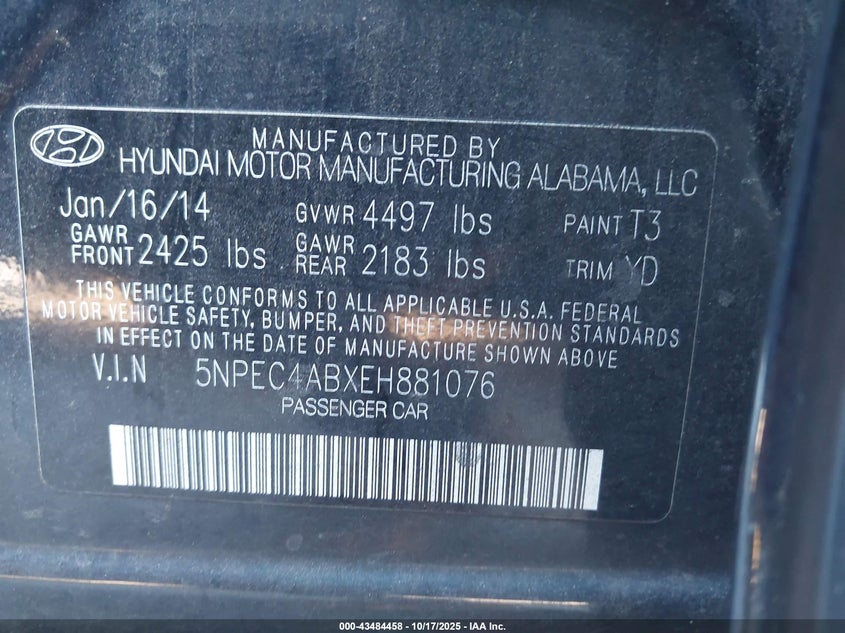 MANUFACTURED BY
HYUNDAI MOTOR MANUFACTURING ALABAMA, LLC
Jan/16/14 GVWR 4497 lbs PAINT T3
GAWR FRONT 2425 lbs GAWR REAR 2183 lbs TRIM YD
THIS VEHICLE CONFORMS TO ALL APPLICABLE U.S.A. FEDERAL
MOTOR VEHICLE SAFETY, BUMPER, AND THEFT PREVENTION STANDARDS
IN EFFECT ON THE DATE OF MANUFACTURE SHOWN ABOVE
V.I.N 5NPEC4ABXEH881076
PASSENGER CAR
000-43484458 - 10/17/2025 - IAA Inc.